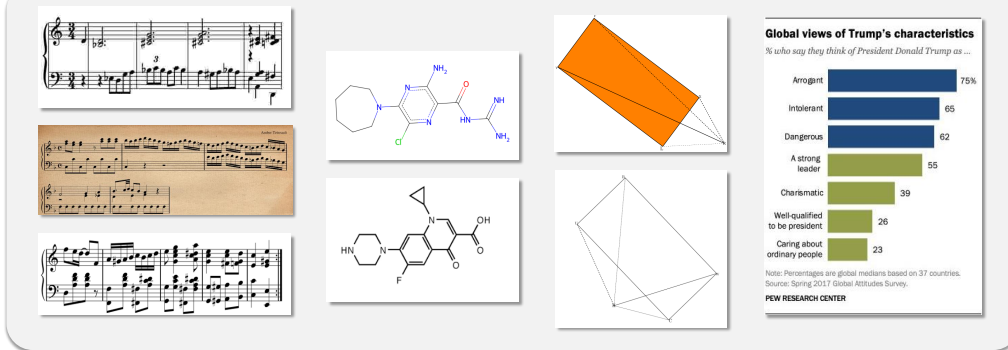 3
NH₂
N
N
N
O
HN
NH
NH₂
Cl
N
OH
O
O
HN
N
F
Global views of Trump's characteristics
% who say they think of President Donald Trump as ...
Arrogant 75%
Intolerant 65
Dangerous 62
A strong
leader 55
Charismatic 39
Well-qualified
to be president 26
Caring about
ordinary people 23
Note: Percentages are global medians based on 37 countries.
Source: Spring 2017 Global Attitudes Survey.
PEW RESEARCH CENTER